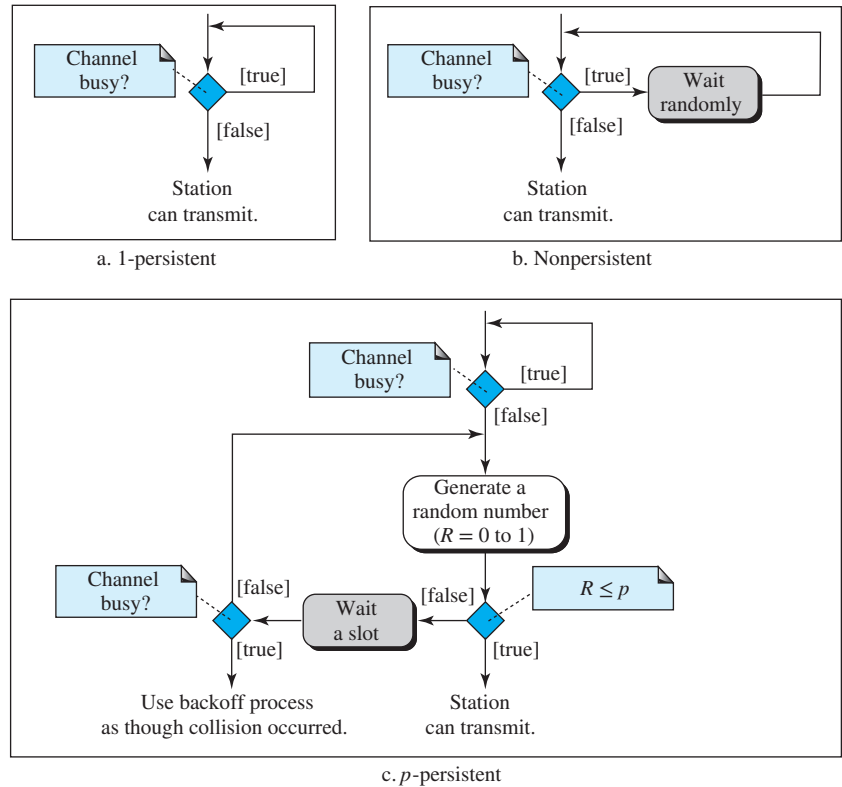 Channel
busy?
[true]
[false]
Station
can transmit.
a. 1-persistent
Channel
busy?
[true]
Wait
randomly
[false]
Station
can transmit.
b. Nonpersistent
Channel
busy?
[true]
[false]
Generate a
random number
(R = 0 to 1)
Channel
busy?
[false]
Wait
a slot
[false]
R ≤ p
[true]
[true]
Use backoff process
as though collision occurred.
Station
can transmit.
c. p-persistent